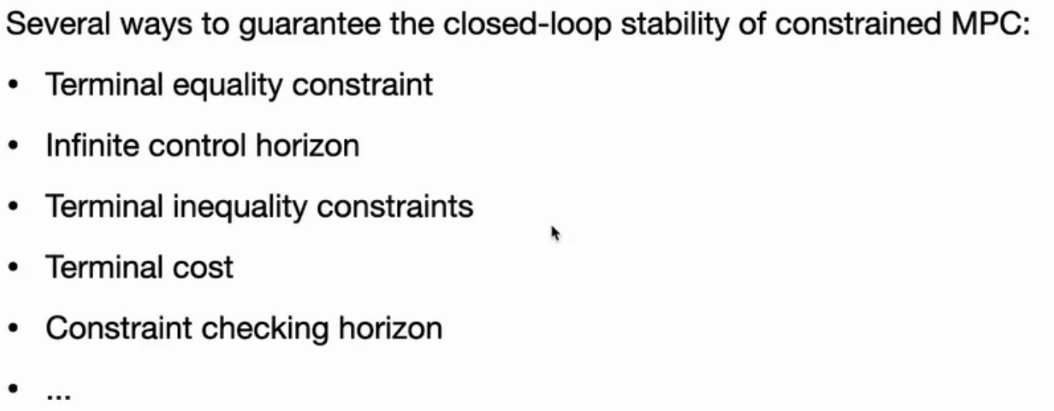 Several ways to guarantee the closed-loop stability of constrained MPC:
• Terminal equality constraint
• Infinite control horizon
• Terminal inequality constraints
• Terminal cost
• Constraint checking horizon
• ...